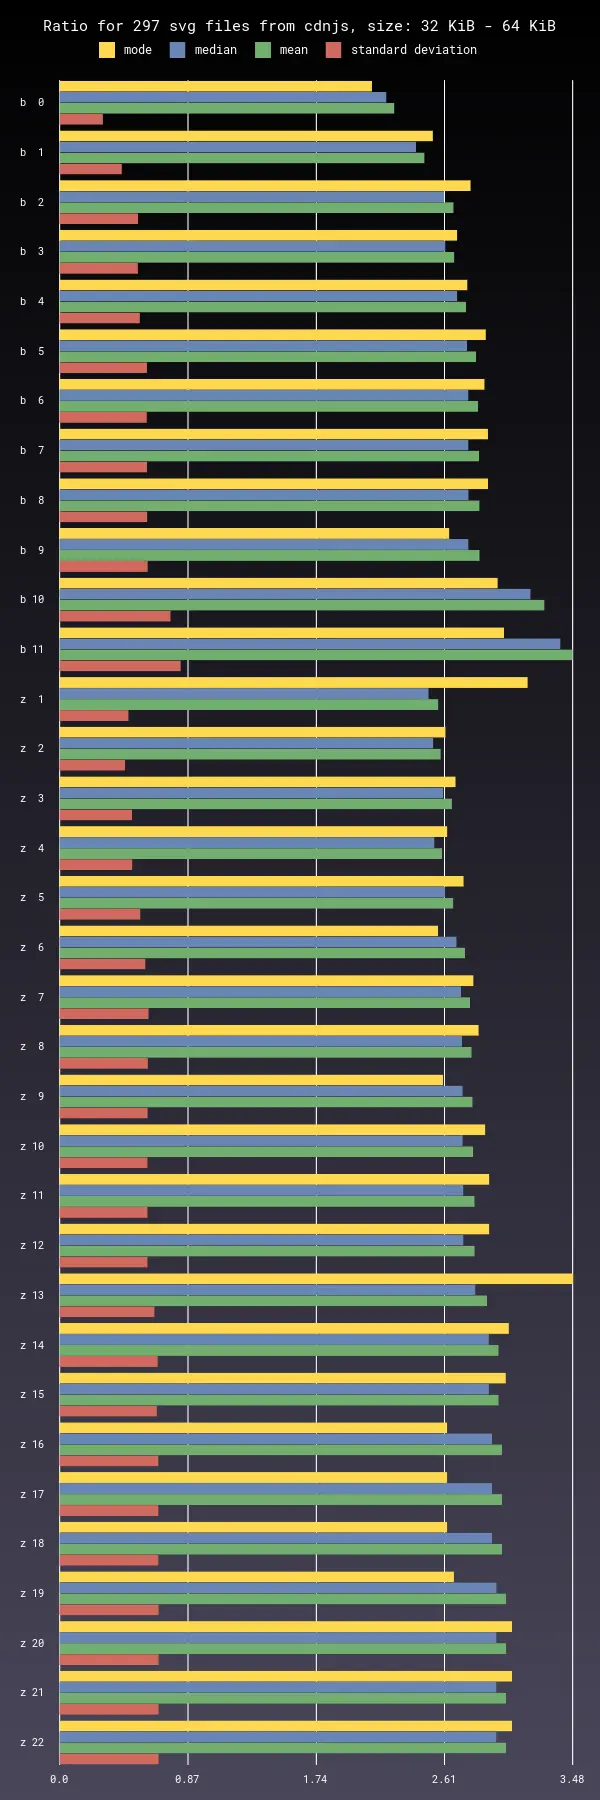 Ratio for 297 svg files from cdnjs, size: 32 KiB - 64 KiB
mode median mean standard deviation
b 0
b 1
b 2
b 3
b 4
b 5
b 6
b 7
b 8
b 9
b 10
b 11
z 1
z 2
z 3
z 4
z 5
z 6
z 7
z 8
z 9
z 10
z 11
z 12
z 13
z 14
z 15
z 16
z 17
z 18
z 19
z 20
z 21
z 22
0.0 0.87 1.74 2.61 3.48